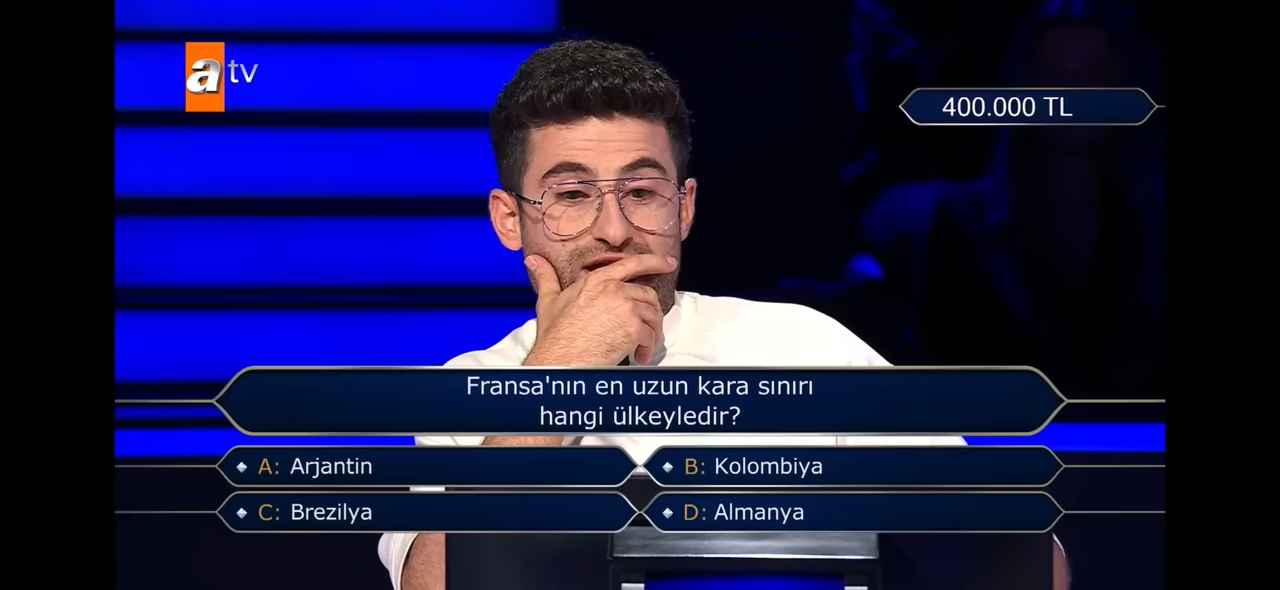 atv
400.000 TL
Fransa'nın en uzun kara sınırı
hangi ülkeyledir?
A: Arjantin
B: Kolombiya
C: Brezilya
D: Almanya